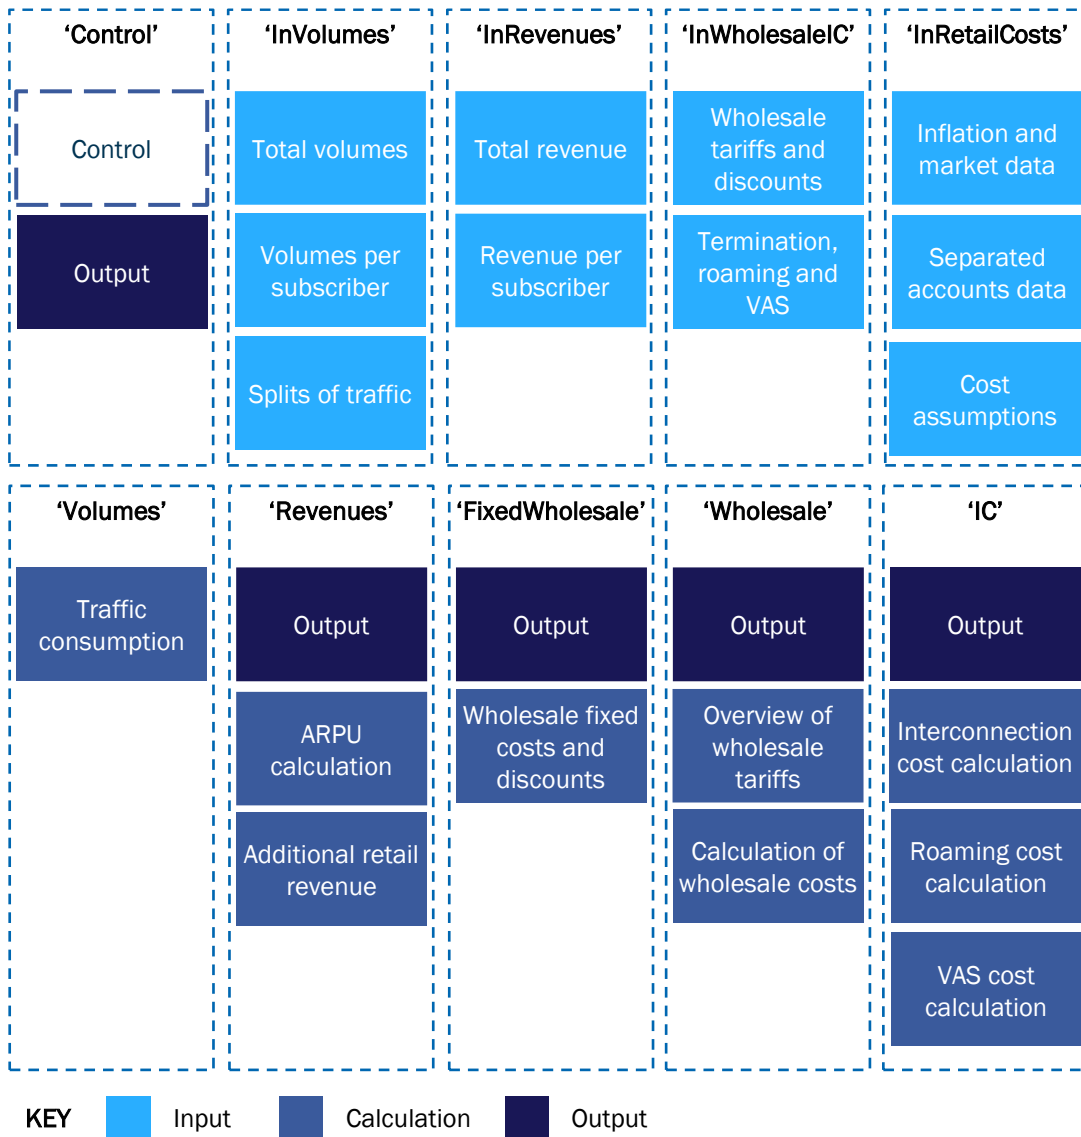 ‘Control’
Control
Output
‘InVolumes’
Total volumes
Volumes per
subscriber
Splits of traffic
‘InRevenues’
Total revenue
Revenue per
subscriber
‘InWholesaleIC’
Wholesale
tariffs and
discounts
Termination,
roaming and
VAS
‘InRetailCosts’
Inflation and
market data
Separated
accounts data
Cost
assumptions
‘Volumes’
Traffic
consumption
‘Revenues’
Output
ARPU
calculation
Additional retail
revenue
‘FixedWholesale’
Output
Wholesale fixed
costs and
discounts
‘Wholesale’
Output
Overview of
wholesale
tariffs
Calculation of
wholesale costs
‘IC’
Output
Interconnection
cost calculation
Roaming cost
calculation
VAS cost
calculation
KEY
Input
Calculation
Output